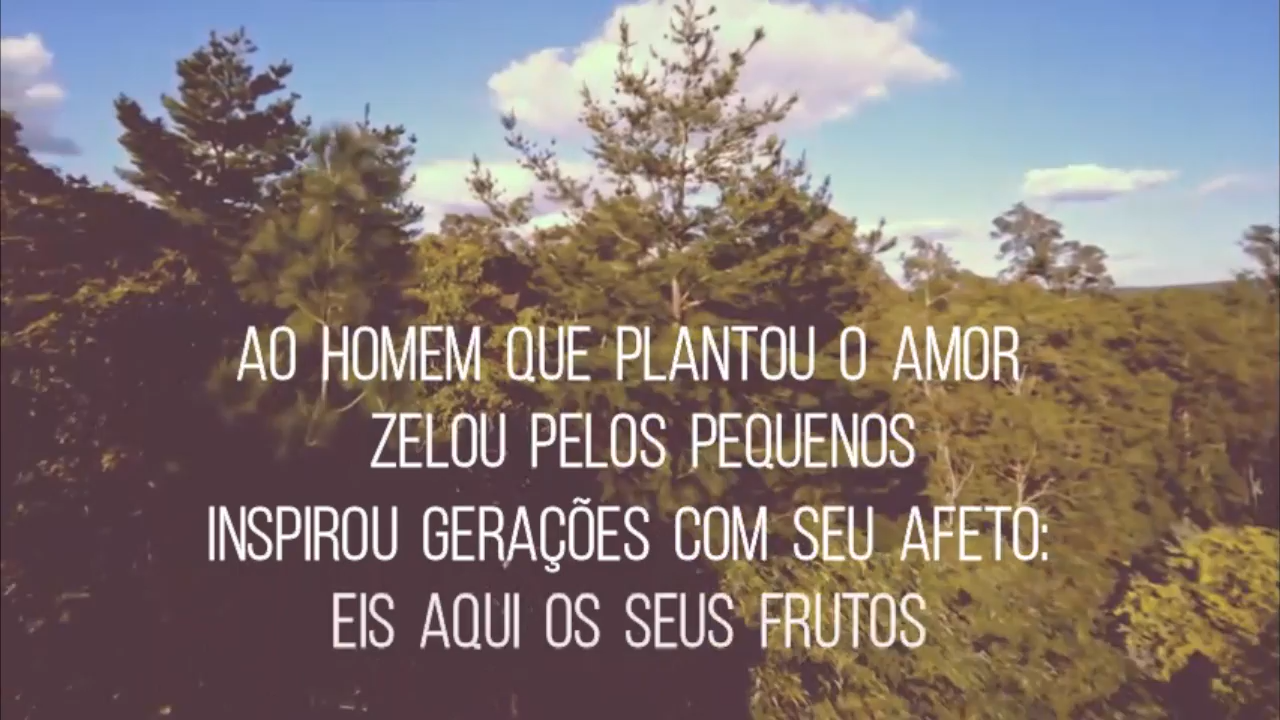 AO HOMEM QUE PLANTOU O AMOR
ZELOU PELOS PEQUENOS
INSPIROU GERAÇÕES COM SEU AFETO:
EIS AQUI OS SEUS FRUTOS